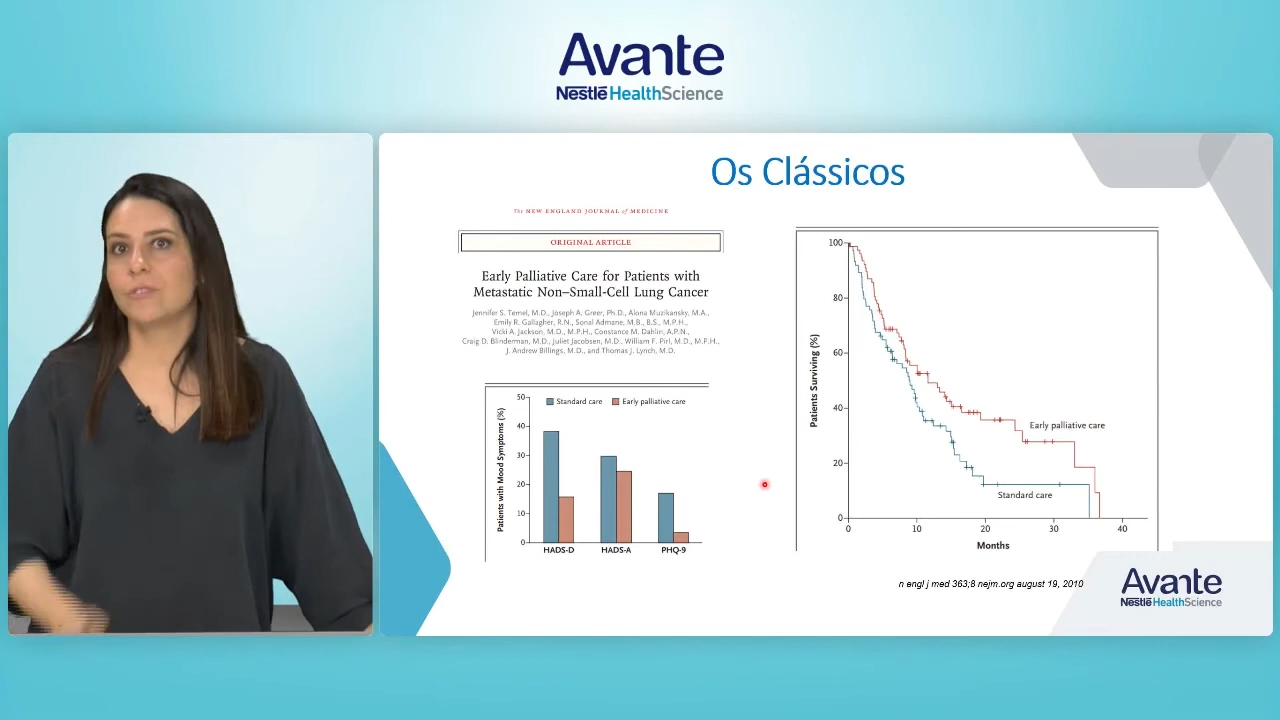 Avante
Nestlé HealthScience
Os Clássicos
The NEW ENGLAND JOURNAL of MEDICINE
ORIGINAL ARTICLE
Early Palliative Care for Patients with
Metastatic Non–Small-Cell Lung Cancer
Jennifer S. Temel, M.D., Joseph A. Greer, Ph.D., Alona Muzikansky, M.A.,
Emily R. Gallagher, R.N., Sonal Admane, M.B., B.S., M.P.H.,
Vicki A. Jackson, M.D., M.P.H., Constance M. Dahlin, A.P.N.,
Craig D. Blinderman, M.D., Juliet Jacobsen, M.D., William F. Pirl, M.D., M.P.H.,
J. Andrew Billings, M.D., and Thomas J. Lynch, M.D.
Patients with Mood Symptoms (%)
50
40
30
20
10
0
Standard care
Early palliative care
HADS-D
HADS-A
PHQ-9
Patients Surviving (%)
100
80
60
40
20
0
Early palliative care
Standard care
0
10
20
30
40
Months
n engl j med 363;8 nejm.org august 19, 2010
Avante
Nestlé HealthScience